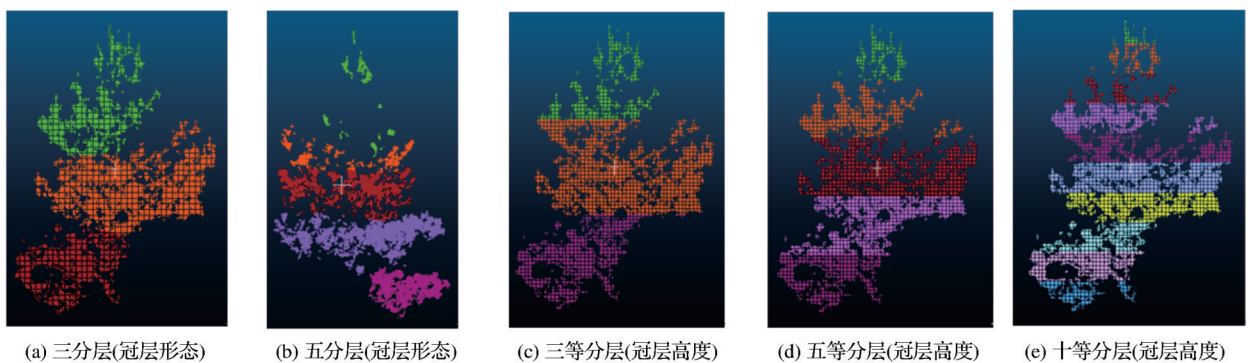 (a) 三分层(冠层形态)
(b) 五分层(冠层形态)
(c) 三等分层(冠层高度)
(d) 五等分层(冠层高度)
(e) 十等分层(冠层高度)